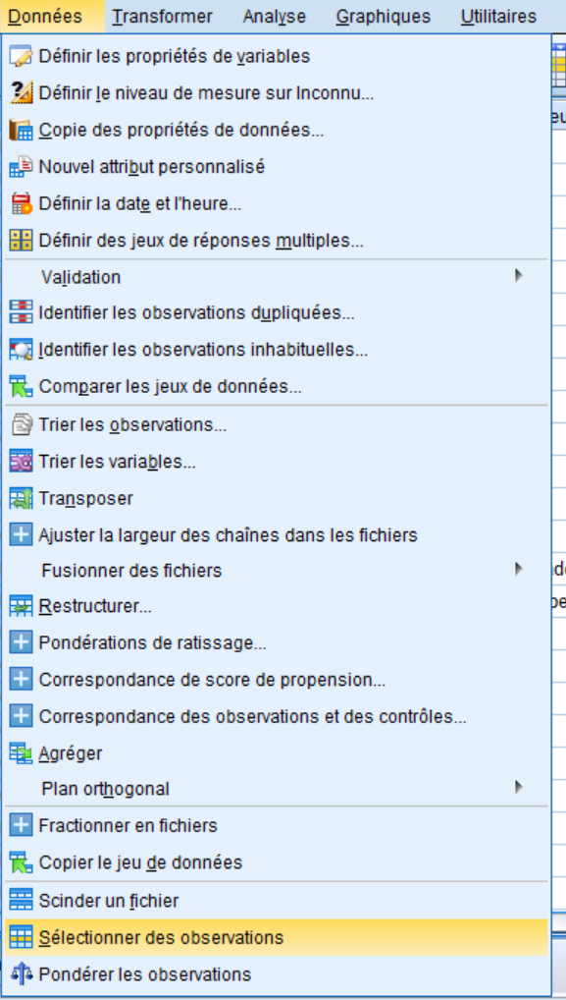 Données Transformer Analyse Graphiques Utilitaires
Définir les propriétés de variables
Définir le niveau de mesure sur Inconnu...
Copie des propriétés de données...
Nouvel attribut personnalisé
Définir la date et l'heure...
Définir des jeux de réponses multiples...
Validation
Identifier les observations dupliquées...
Identifier les observations inhabituelles...
Comparer les jeux de données...
Trier les observations...
Trier les variables...
Transposer
Ajuster la largeur des chaînes dans les fichiers
Fusionner des fichiers
Restructurer...
Pondérations de ratissage...
Correspondance de score de propension...
Correspondance des observations et des contrôles...
Agréger
Plan orthogonal
Fractionner en fichiers
Copier le jeu de données
Scinder un fichier
Sélectionner des observations
Pondérer les observations